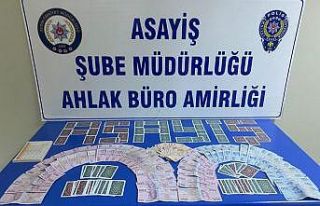 ASAYİŞ
ŞUBE MÜDÜRLÜĞÜ
AHLAK BÜRO AMİRLİĞİ
ASAYİŞ